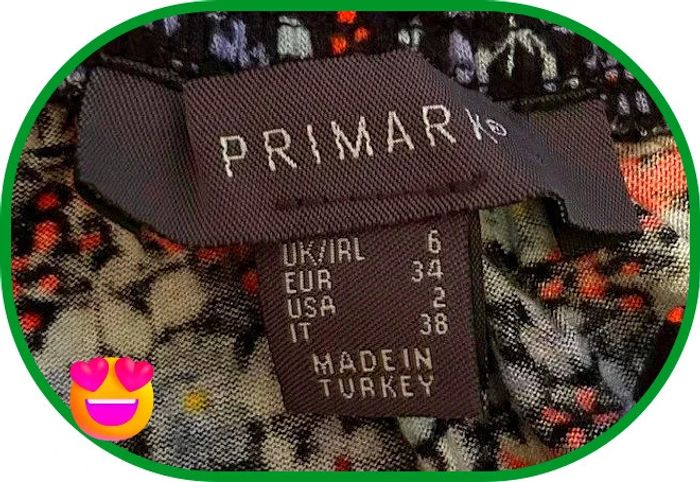 PRIMARK®
UK/IRL 6
EUR 34
USA 2
IT 38
MADE IN
TURKEY